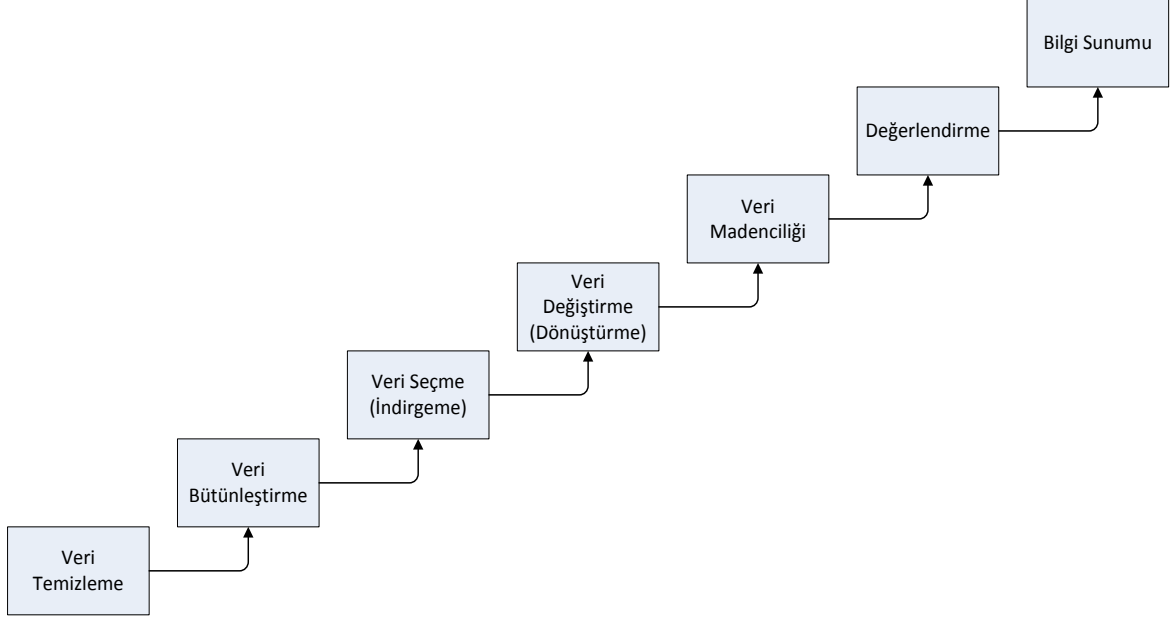 Bilgi Sunumu
Değerlendirme
Veri
Madenciliği
Veri
Değiştirme
(Dönüştürme)
Veri Seçme
(İndirgeme)
Veri
Bütünleştirme
Veri
Temizleme